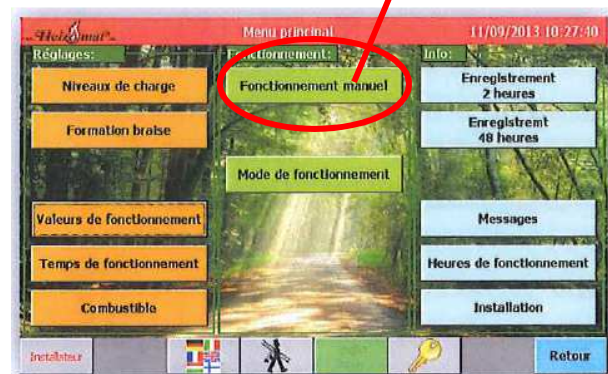 Heizomat
Menu principal
11/09/2013 10:27:40
Réglages:
Fonctionnement:
Info:
Niveaux de charge
Fonctionnement manuel
Enregistrement
2 heures
Formation braise
Enregistremt
48 heures
Mode de fonctionnement
Valeurs de fonctionnement
Messages
Temps de fonctionnement
Heures de fonctionnement
Combustible
Installation
Installateur
Retour